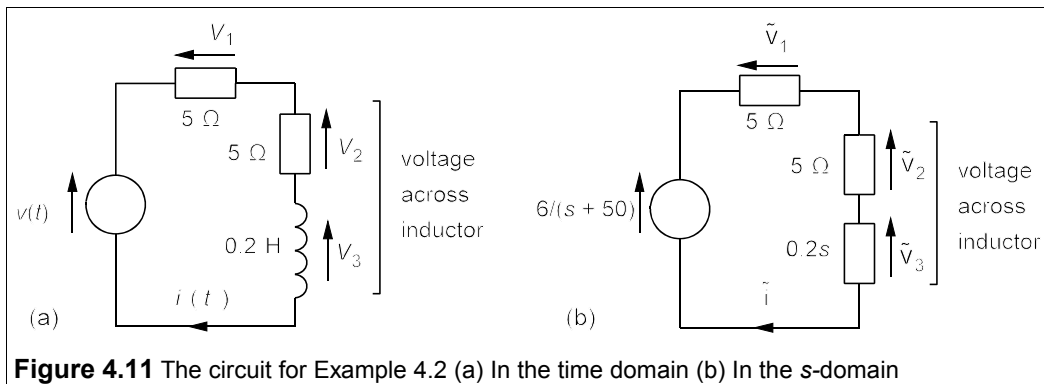 V1
5 Ω
5 Ω
V2
voltage
across
inductor
v(t)
0.2 H
V3
i(t)
(a)
ṽ1
5 Ω
5 Ω
ṽ2
voltage
across
inductor
6/(s + 50)
0.2s
ṽ3
ĩ
(b)
Figure 4.11 The circuit for Example 4.2 (a) In the time domain (b) In the s-domain